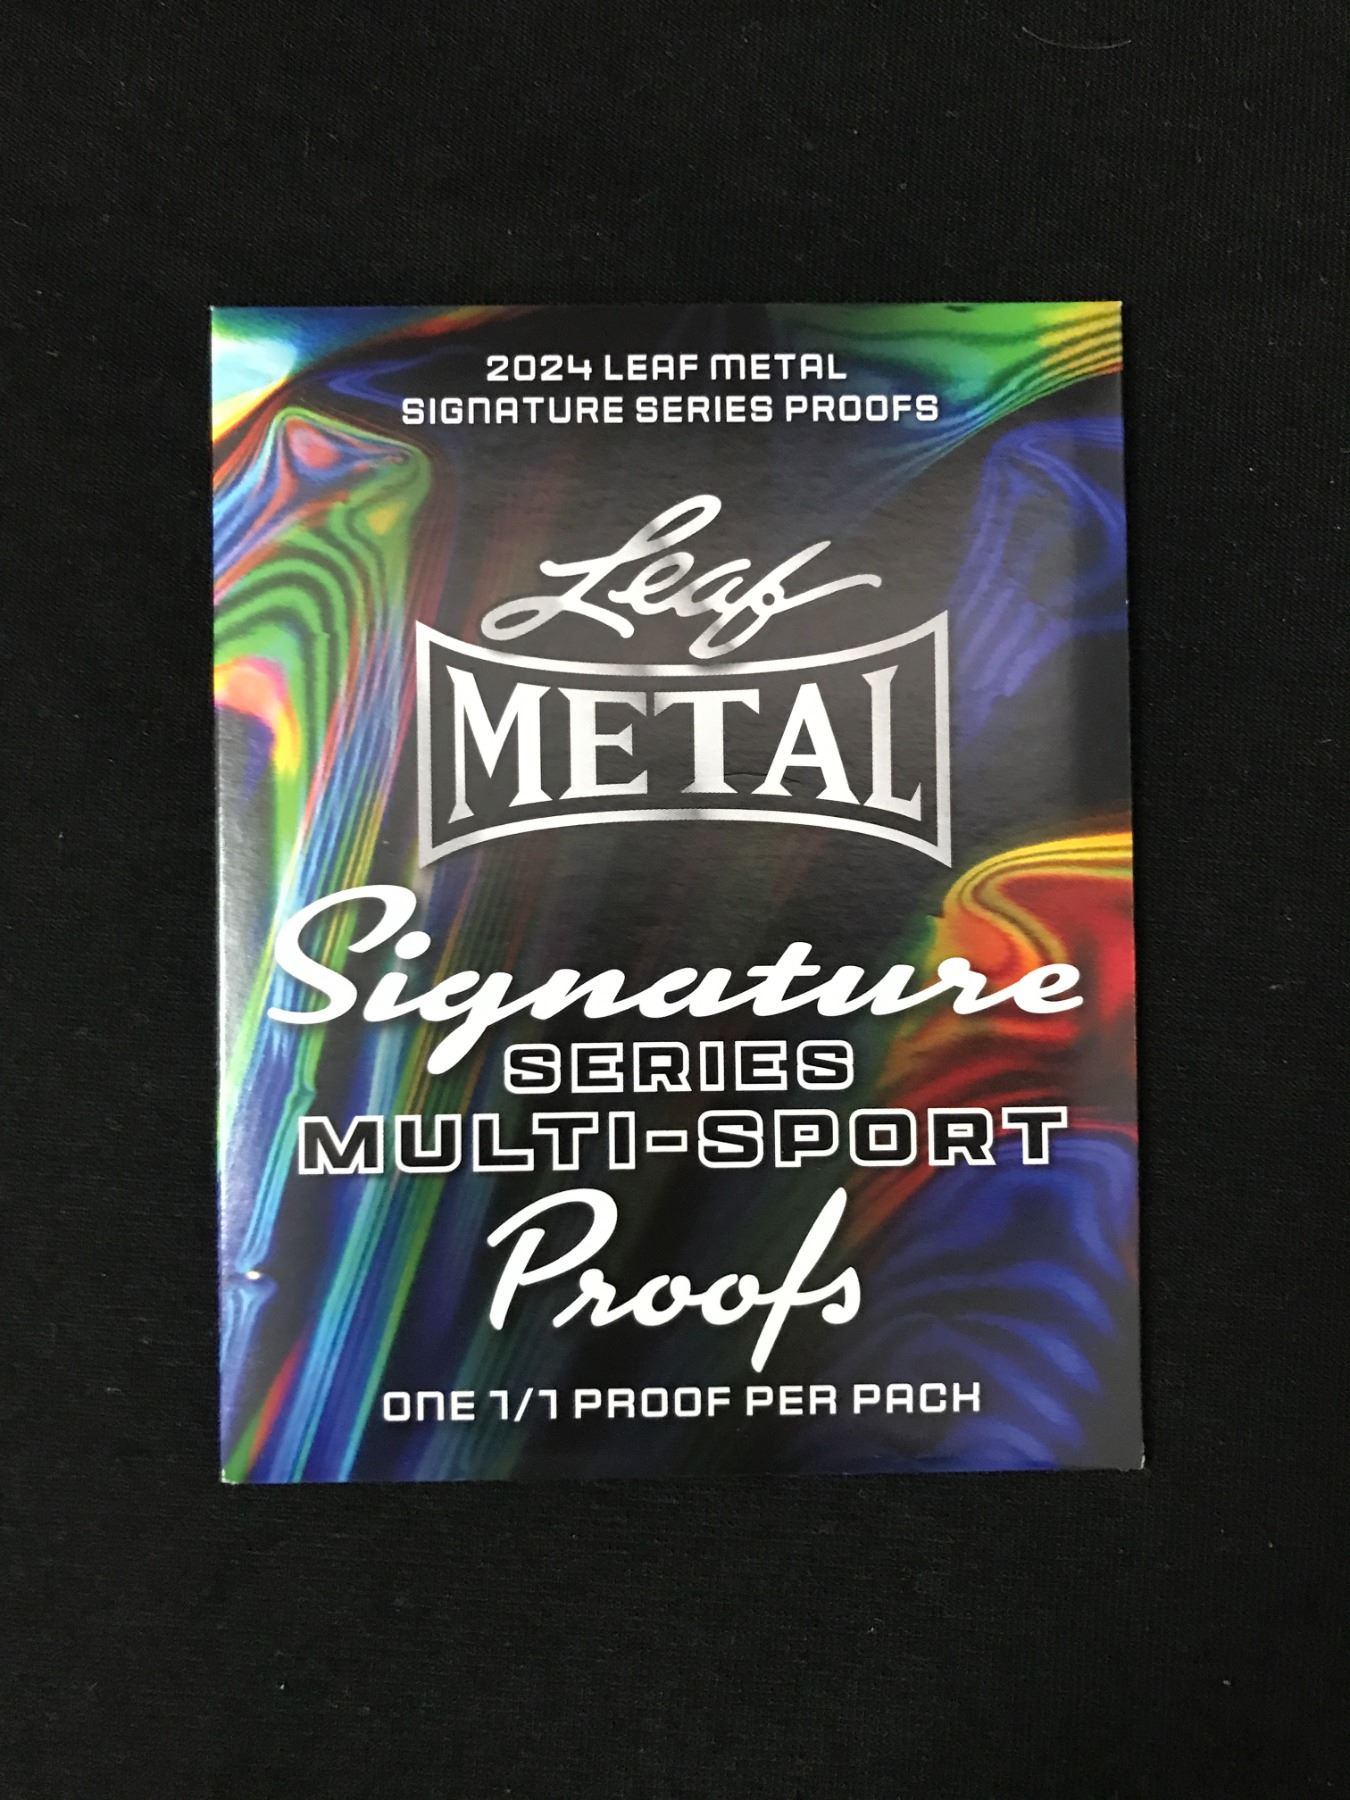 2024 LEAF METAL
SIGNATURE SERIES PROOFS
Leaf
METAL
Signature
SERIES
MULTI-SPORT
Proofs
ONE 1/1 PROOF PER PACK